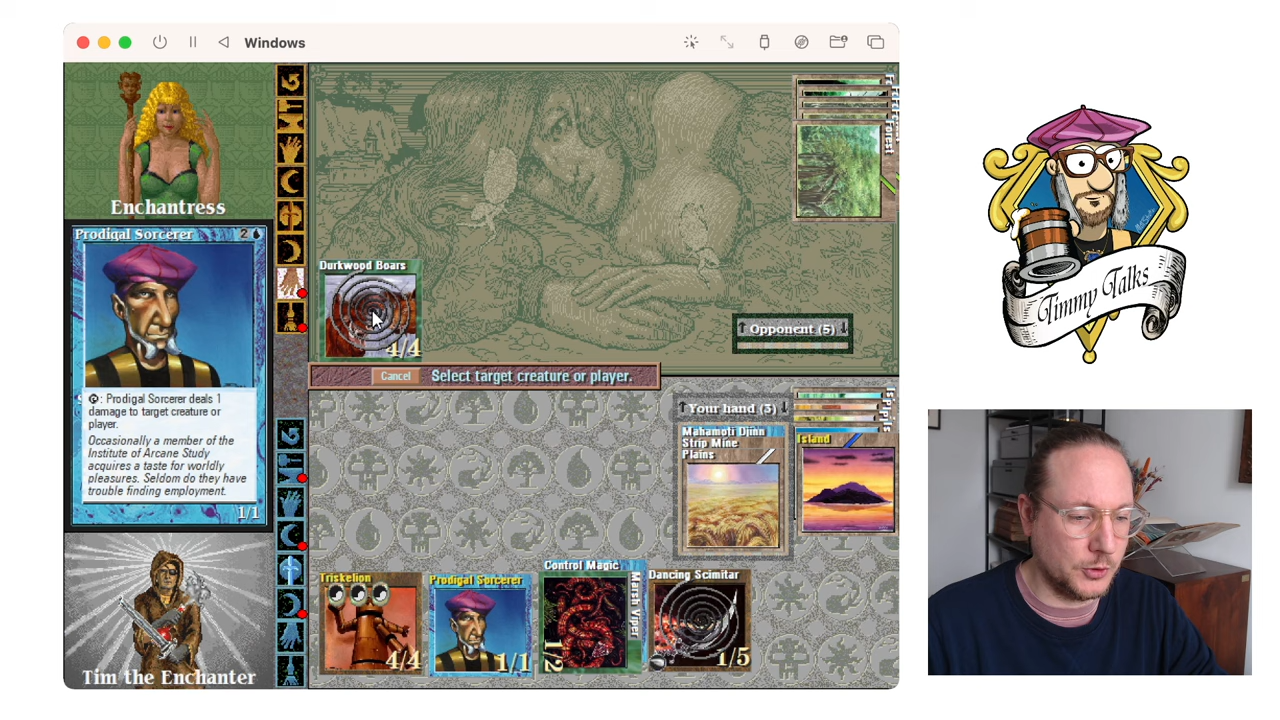 Windows
Enchantress
Prodigal Sorcerer 2
: Prodigal Sorcerer deals 1
damage to target creature or
player.
Occasionally a member of the
Institute of Arcane Study
acquires a taste for worldly
pleasures. Seldom do they have
trouble finding employment.
1/1
Tim the Enchanter
Forest
Durkwood Boars
4/4
Opponent (5)
Cancel Select target creature or player.
Your hand (3)
Mahamoti Djinn
Strip Mine
Plains
Island
Triskelion
4/4
Prodigal Sorcerer
1/1
Control Magic
Marsh Viper
1/2
Dancing Scimitar
1/5
Timmy Talks